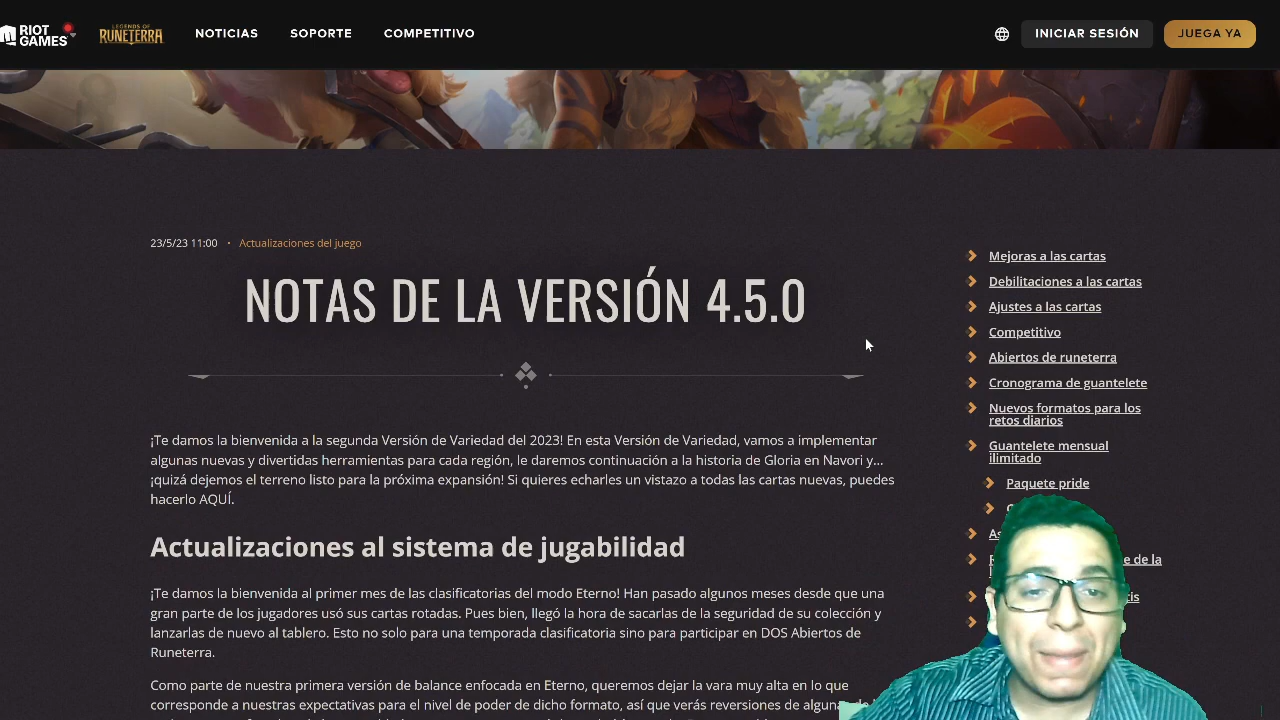 RIOT GAMES
LEGENDS OF RUNETERRA
NOTICIAS
SOPORTE
COMPETITIVO
INICIAR SESIÓN
JUEGA YA
23/5/23 11:00 · Actualizaciones del juego
NOTAS DE LA VERSIÓN 4.5.0
¡Te damos la bienvenida a la segunda Versión de Variedad del 2023! En esta Versión de Variedad, vamos a implementar
algunas nuevas y divertidas herramientas para cada región, le daremos continuación a la historia de Gloria en Navori y...
¡quizá dejemos el terreno listo para la próxima expansión! Si quieres echarles un vistazo a todas las cartas nuevas, puedes
hacerlo AQUÍ.
Actualizaciones al sistema de jugabilidad
¡Te damos la bienvenida al primer mes de las clasificatorias del modo Eterno! Han pasado algunos meses desde que una
gran parte de los jugadores usó sus cartas rotadas. Pues bien, llegó la hora de sacarlas de la seguridad de su colección y
lanzarlas de nuevo al tablero. Esto no solo para una temporada clasificatoria sino para participar en DOS Abiertos de
Runeterra.
Como parte de nuestra primera versión de balance enfocada en Eterno, queremos dejar la vara muy alta en lo que
corresponde a nuestras expectativas para el nivel de poder de dicho formato, así que verás reversiones de
Mejoras a las cartas
Debilitaciones a las cartas
Ajustes a las cartas
Competitivo
Abiertos de runeterra
Cronograma de guantelete
Nuevos formatos para los
retos diarios
Guantelete mensual
ilimitado
Paquete pride
e de la